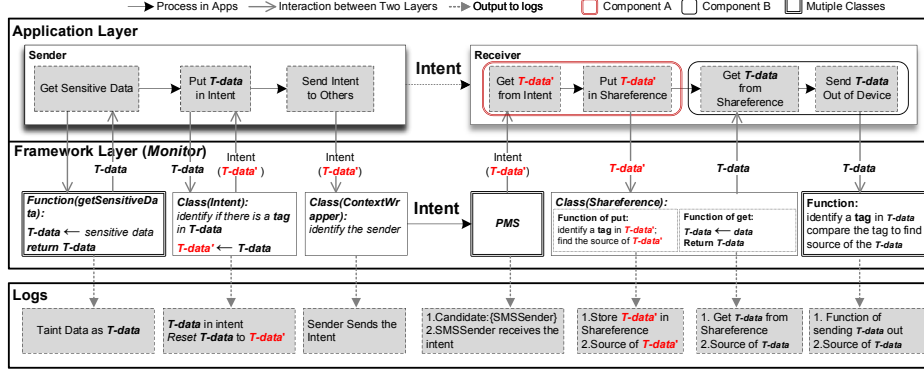 Process in Apps
Interaction between Two Layers
Output to logs
Component A
Component B
Mutiple Classes
Application Layer
Sender
Get Sensitive Data
Put T-data
in Intent
Send Intent
to Others
Intent
Receiver
Get T-data'
from Intent
Put T-data'
in Shareference
Get T-data
from
Shareference
Send T-data
Out of Device
Framework Layer (Monitor)
T-data
T-data
Intent
(T-data')
Intent
(T-data')
Intent
(T-data')
T-data'
T-data
T-data
Function(getSensitiveDa
ta):
T-data ← sensitive data
return T-data
Class(Intent):
identify if there is a tag
in T-data
T-data' ← T-data
Class(ContextWr
apper):
identify the sender
Intent
PMS
Class(Shareference):
Function of put:
identify a tag in T-data';
find the source of T-data'
Function of get:
T-data ← data
Return T-data
Function:
identify a tag in T-data
compare the tag to find
source of the T-data
Logs
Taint Data as T-data
T-data in intent
Reset T-data to T-data'
Sender Sends the
Intent
1.Candidate:{SMSSender}
2.SMSSender receives the
intent
1.Store T-data' in
Shareference
2.Source of T-data'
1. Get T-data from
Shareference
2.Source of T-data
1. Function of
sending T-data out
2.Source of T-data